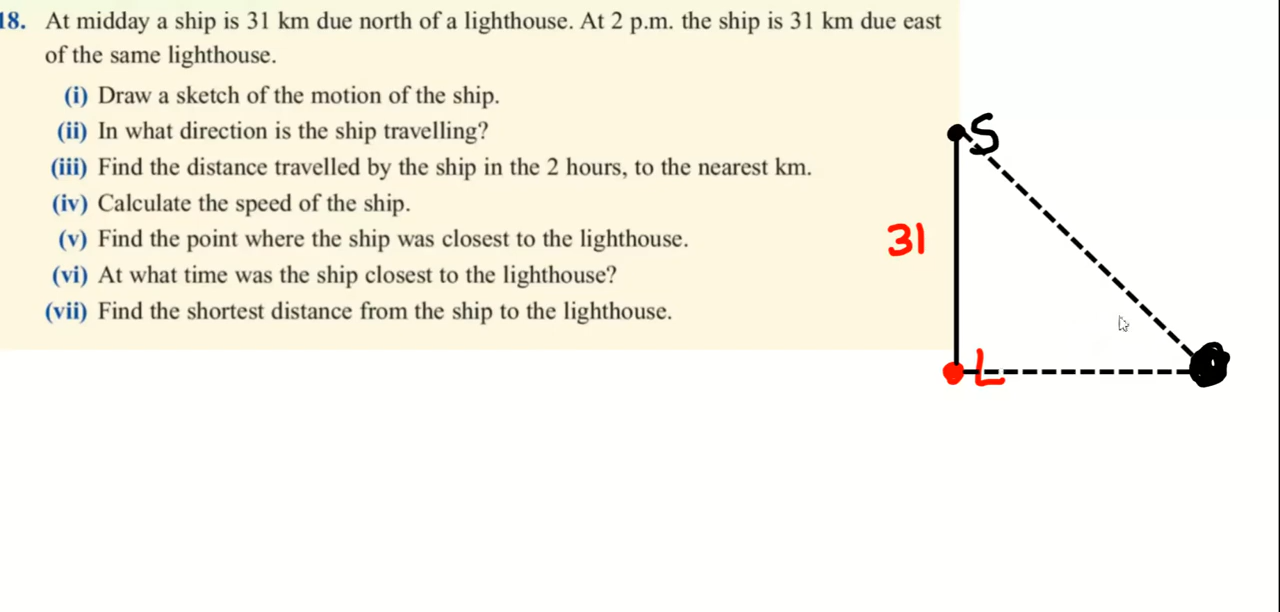 18. At midday a ship is 31 km due north of a lighthouse. At 2 p.m. the ship is 31 km due east
of the same lighthouse.
(i) Draw a sketch of the motion of the ship.
(ii) In what direction is the ship travelling?
(iii) Find the distance travelled by the ship in the 2 hours, to the nearest km.
(iv) Calculate the speed of the ship.
(v) Find the point where the ship was closest to the lighthouse.
(vi) At what time was the ship closest to the lighthouse?
(vii) Find the shortest distance from the ship to the lighthouse.
S
31
L